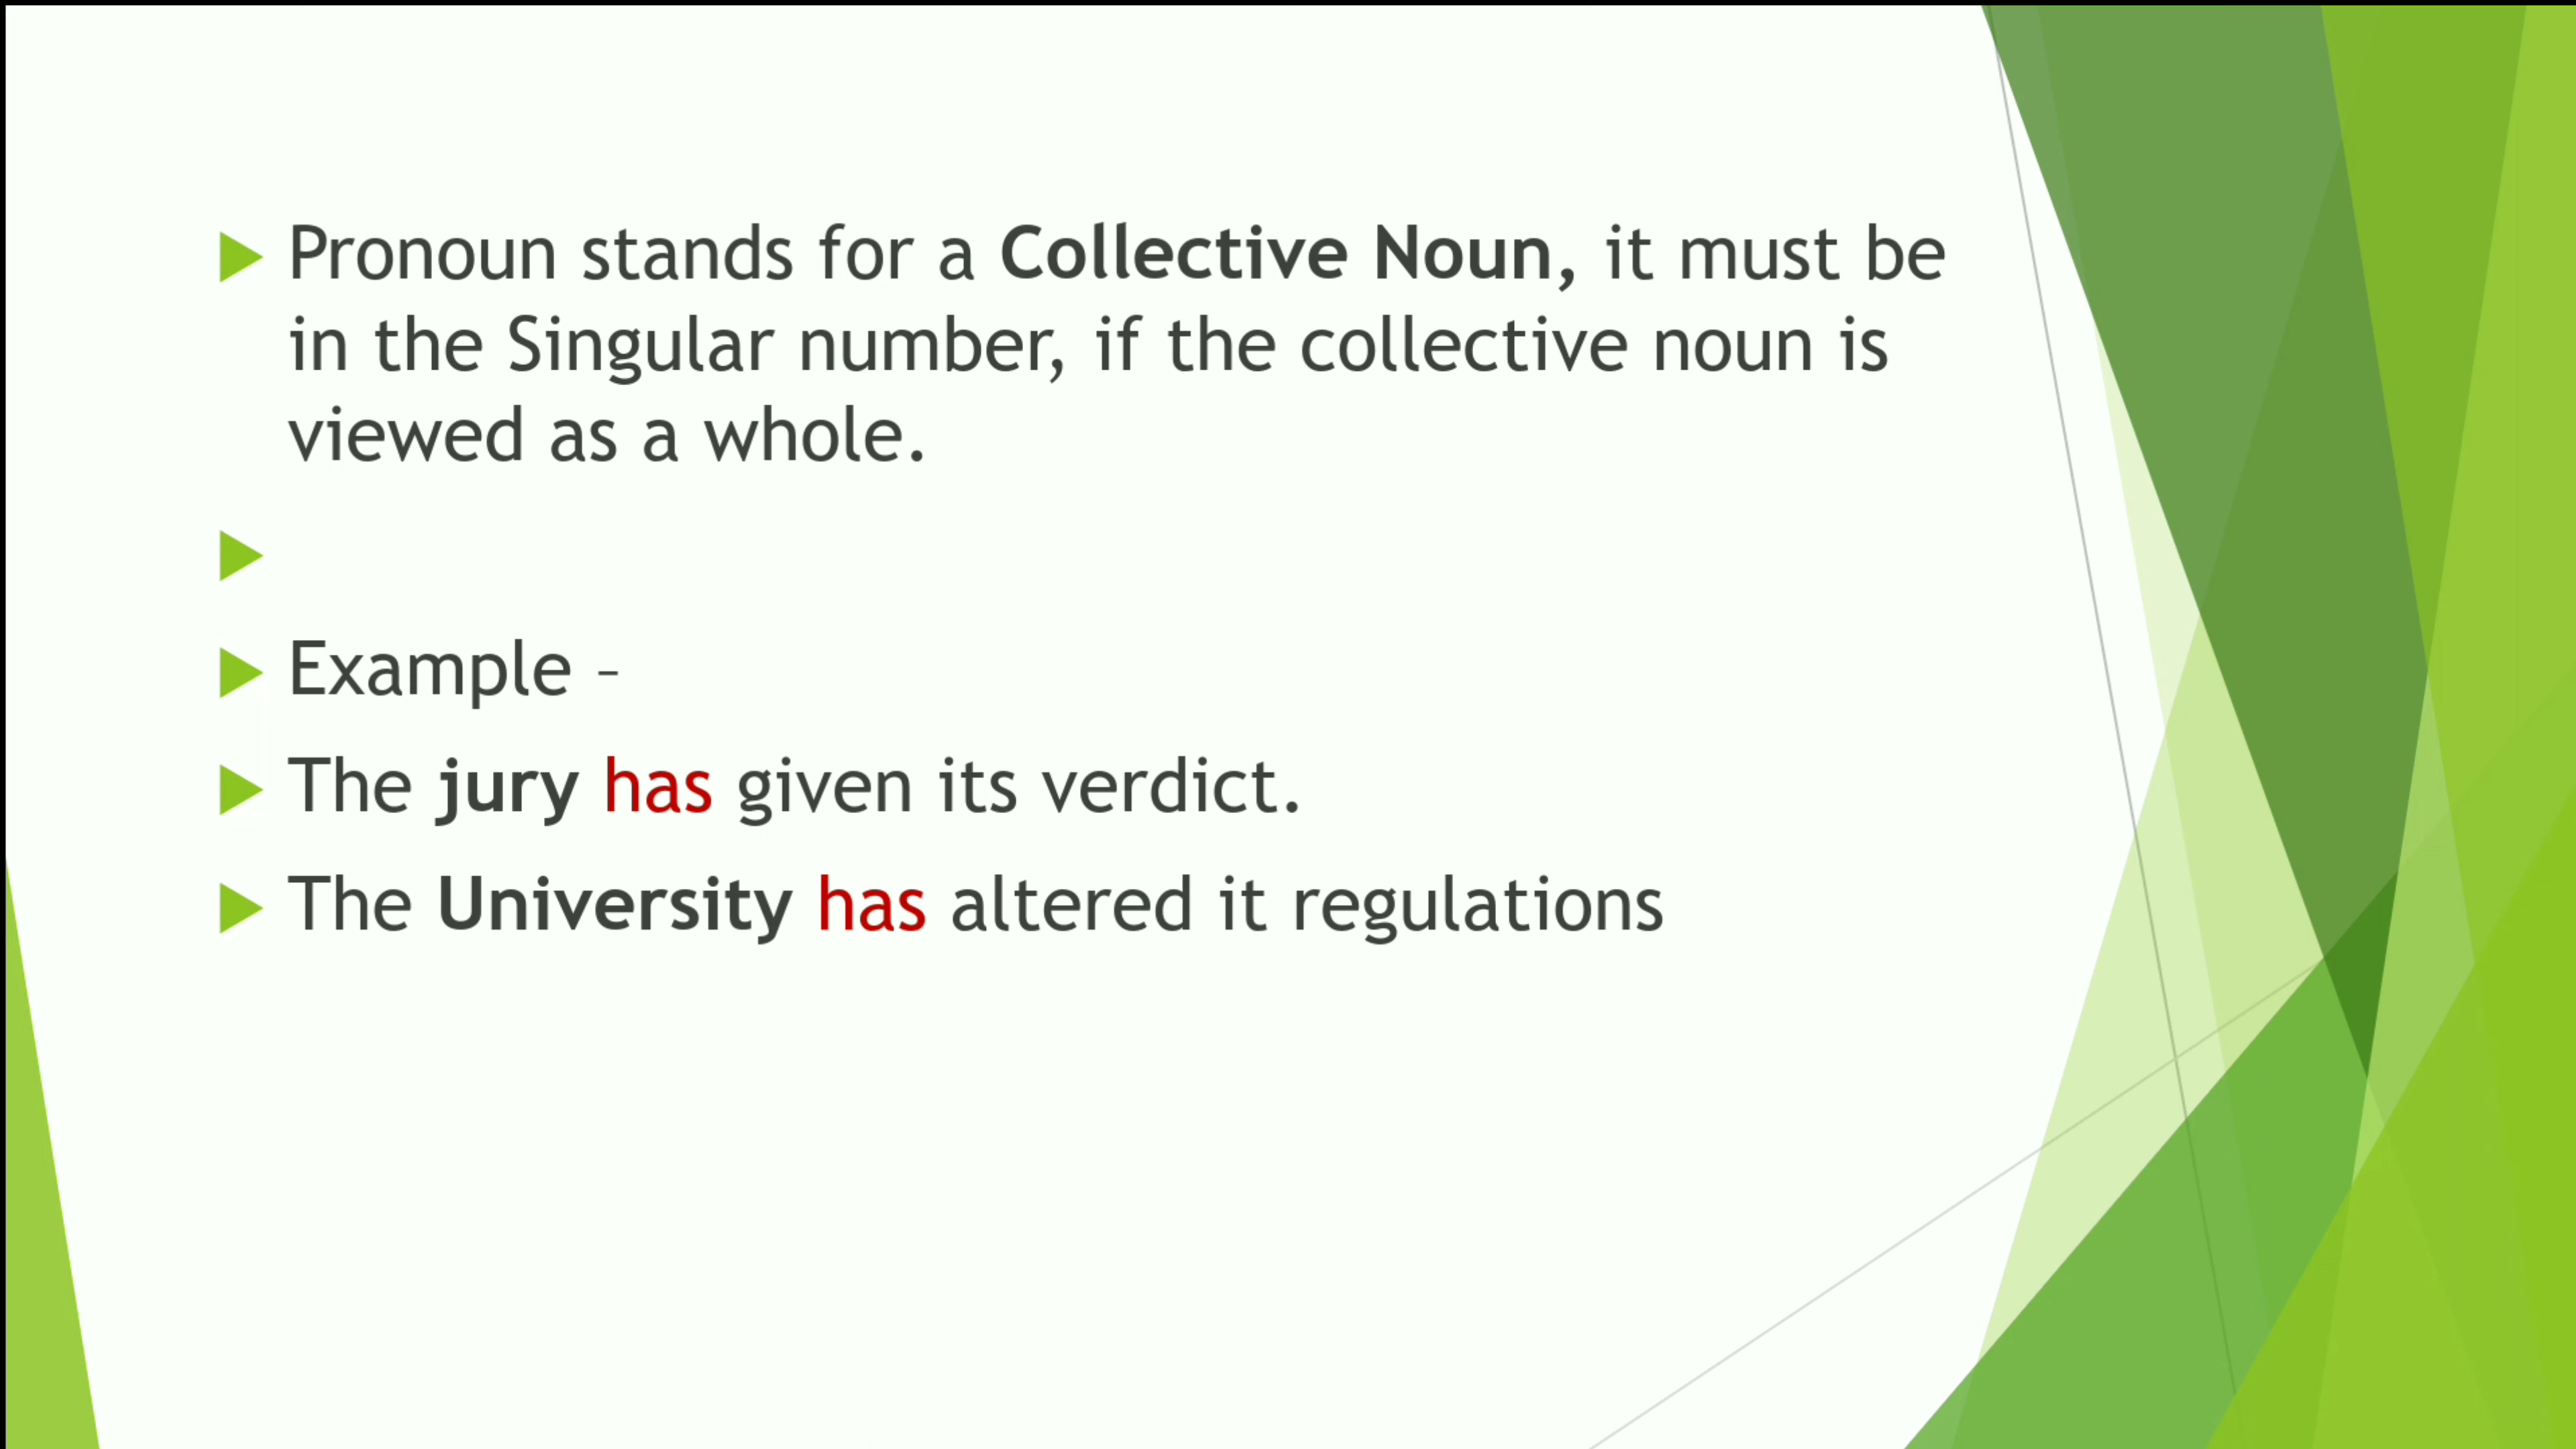 Pronoun stands for a Collective Noun, it must be
in the Singular number, if the collective noun is
viewed as a whole.
Example –
The jury has given its verdict.
The University has altered it regulations